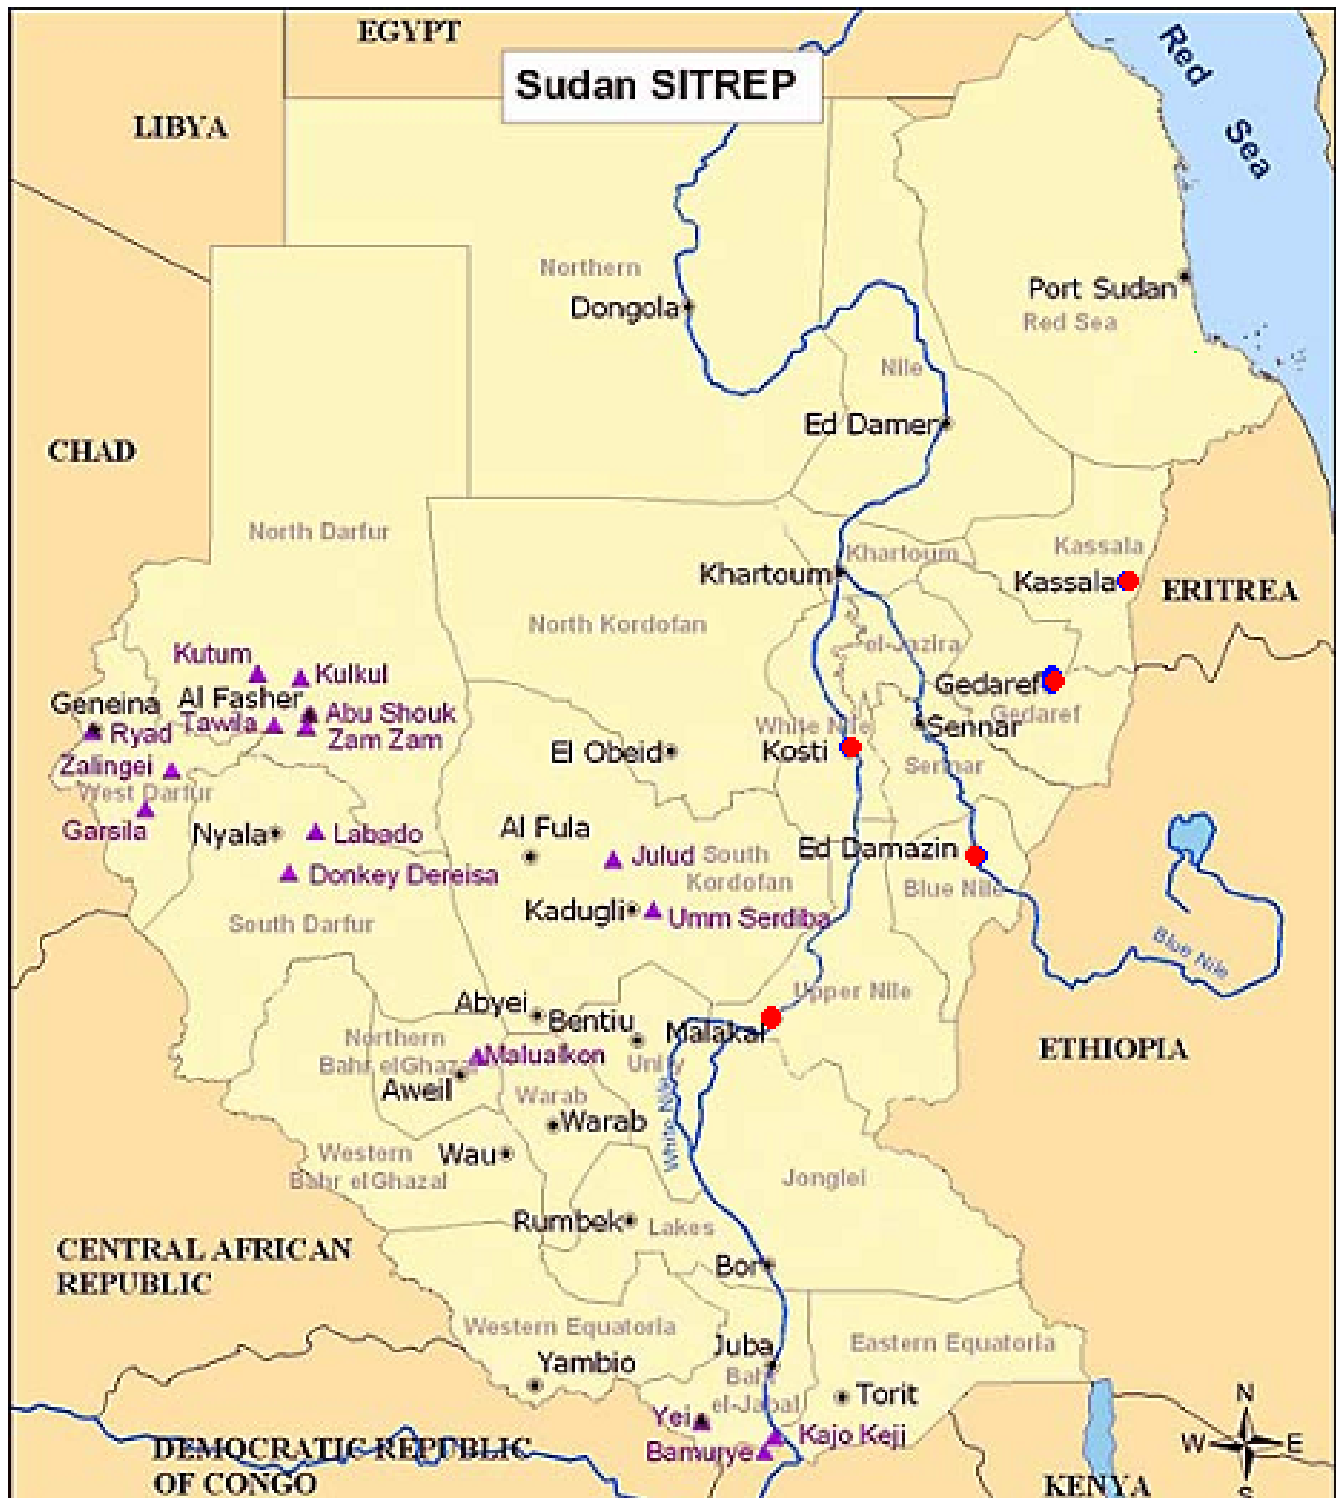 EGYPT
Sudan SITREP
Red Sea
LIBYA
Northern
Dongola
Port Sudan
Red Sea
Nile
Ed Damer
CHAD
North Darfur
Khartoum
Kassala
Khartoum
Kassala
ERITREA
North Kordofan
el-Jazira
Kutum
Kulkul
Geneina
Al Fasher
Gedaref
Abu Shouk
Gedaref
Ryad
Tawila
Zam Zam
White Nile
Sennar
El Obeid
Kosti
Zalingei
Sennar
West Darfur
Garsila
Nyala
Labado
Al Fula
Julud
South
Kordofan
Ed Damazin
Donkey Dereisa
Blue Nile
Kadugli
Umm Serdiba
South Darfur
Blue Nile
Upper Nile
Abyei
Bentiu
Malakal
Northern
Bahr elGhazal
Malualkon
Unity
ETHIOPIA
Aweil
Warab
Warab
White Nile
Western
Bahr elGhazal
Wau
Jonglei
Rumbek
Lakes
CENTRAL AFRICAN
REPUBLIC
Bor
Western Equatoria
Juba
Eastern Equatoria
Yambio
Bahr
el-Jabal
Torit
Yei
Kajo Keji
Bamurye
DEMOCRATIC REPUBLIC
OF CONGO
KENYA
N
W E
S